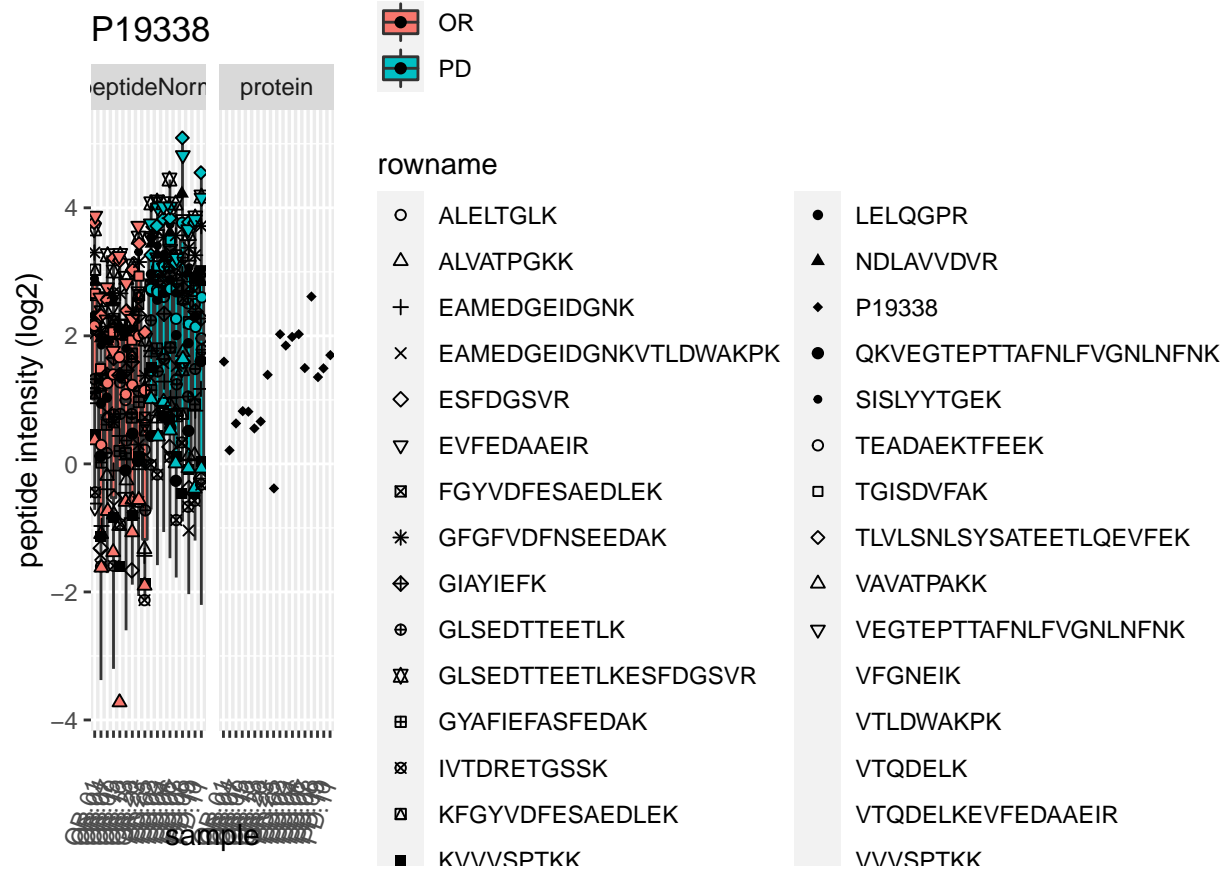 P19338
OR
PD
eptideNorn
protein
rowname
ALELTGLK
ALVATPGKK
EAMEDGEIDGNK
EAMEDGEIDGNKVTLDWAKPK
ESFDGSVR
EVFEDAAEIR
FGYVDFESAEDLEK
GFGFVDFNSEEDAK
GIAYIEFK
GLSEDTTEETLK
GLSEDTTEETLKESFDGSVR
GYAFIEFASFEDAK
IVTDRETGSSK
KFGYVDFESAEDLEK
KVVVSPTKK
LELQGPR
NDLAVVDVR
P19338
QKVEGTEPTTAFNLFVGNLNFNK
SISLYYTGEK
TEADAEKTFEEK
TGISDVFAK
TLVLSNLSYSATEETLQEVFEK
VAVATPAKK
VEGTEPTTAFNLFVGNLNFNK
VFGNEIK
VTLDWAKPK
VTQDELK
VTQDELKEVFEDAAEIR
VVVSPTKK
peptide intensity (log2)
4
2
0
−2
−4
sample